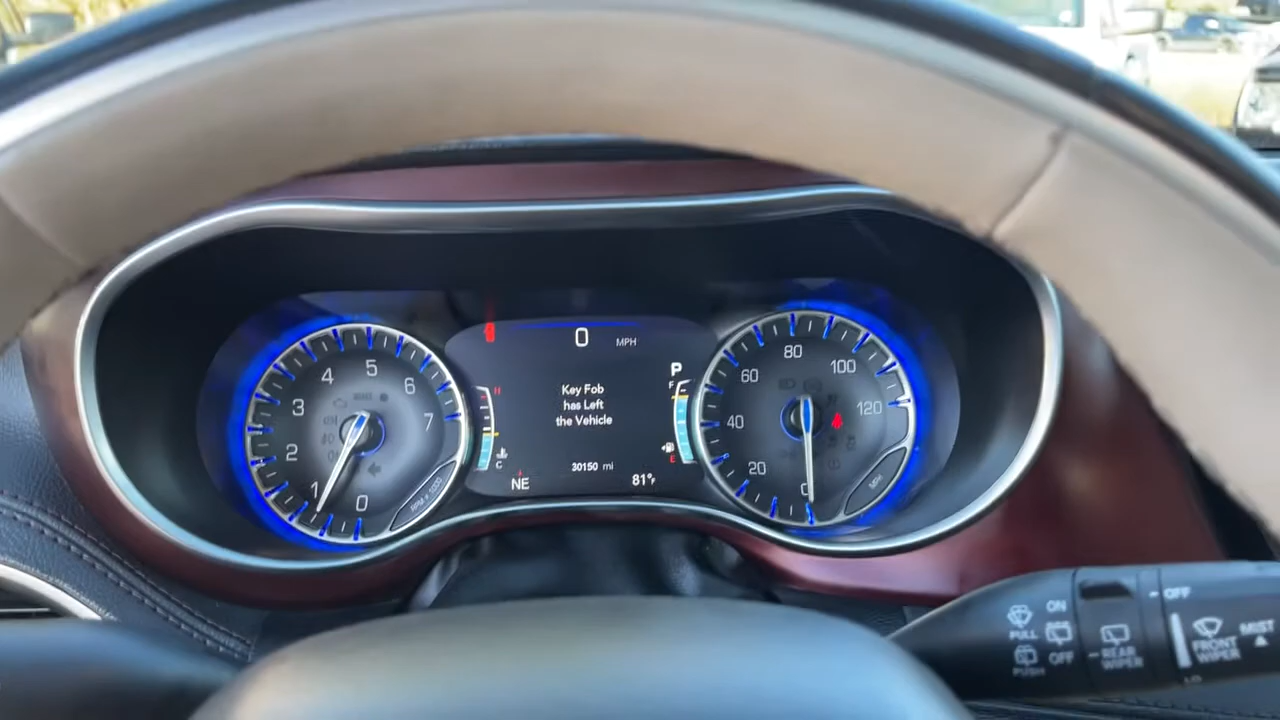 0 MPH
Key Fob
has Left
the Vehicle
30150 mi
NE
81°F
H
C
P
F
E
0
1
2
3
4
5
6
7
RPM x 1000
0
20
40
60
80
100
120
MPH
PULL
PUSH
ON
OFF
REAR
WIPER
OFF
FRONT
WIPER
MIST
LO